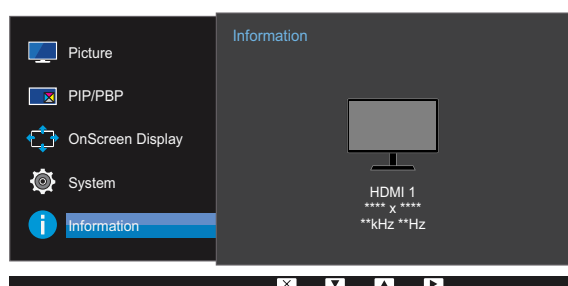 Picture
PIP/PBP
OnScreen Display
System
Information
Information
HDMI 1
**** x ****
**kHz **Hz